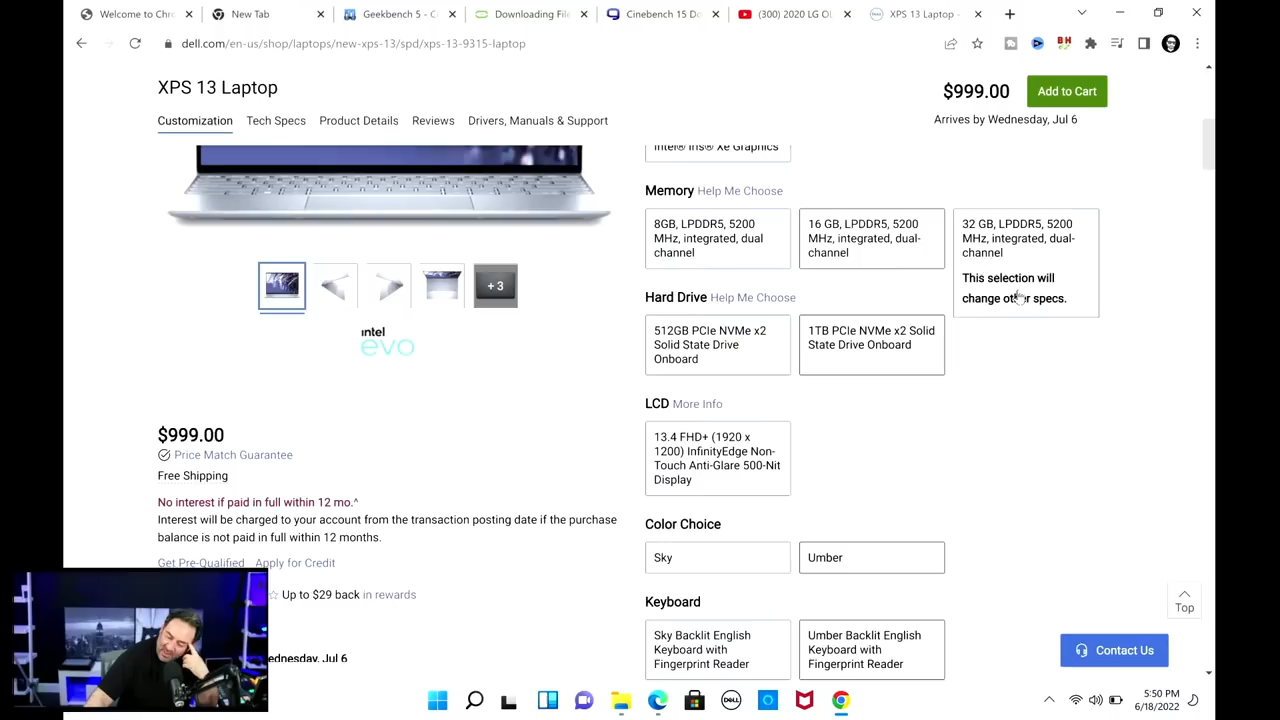 Welcome to Chro
New Tab
Geekbench 5 - C
Downloading File
Cinebench 15 Do
(300) 2020 LG OL
XPS 13 Laptop -
dell.com/en-us/shop/laptops/new-xps-13/spd/xps-13-9315-laptop
BH
XPS 13 Laptop
$999.00
Add to Cart
Arrives by Wednesday, Jul 6
Customization
Tech Specs
Product Details
Reviews
Drivers, Manuals & Support
Intel® Iris® Xe Graphics
Memory Help Me Choose
8GB, LPDDR5, 5200
MHz, integrated, dual
channel
16 GB, LPDDR5, 5200
MHz, integrated, dual-
channel
32 GB, LPDDR5, 5200
MHz, integrated, dual-
channel
This selection will
change other specs.
+ 3
intel
evo
Hard Drive Help Me Choose
512GB PCIe NVMe x2
Solid State Drive
Onboard
1TB PCIe NVMe x2 Solid
State Drive Onboard
LCD More Info
13.4 FHD+ (1920 x
1200) InfinityEdge Non-
Touch Anti-Glare 500-Nit
Display
$999.00
Price Match Guarantee
Free Shipping
No interest if paid in full within 12 mo.^
Interest will be charged to your account from the transaction posting date if the purchase
balance is not paid in full within 12 months.
Get Pre-Qualified
Apply for Credit
Up to $29 back in rewards
ednesday, Jul 6
Color Choice
Sky
Umber
Keyboard
Sky Backlit English
Keyboard with
Fingerprint Reader
Umber Backlit English
Keyboard with
Fingerprint Reader
Top
Contact Us
DELL
5:50 PM
6/18/2022